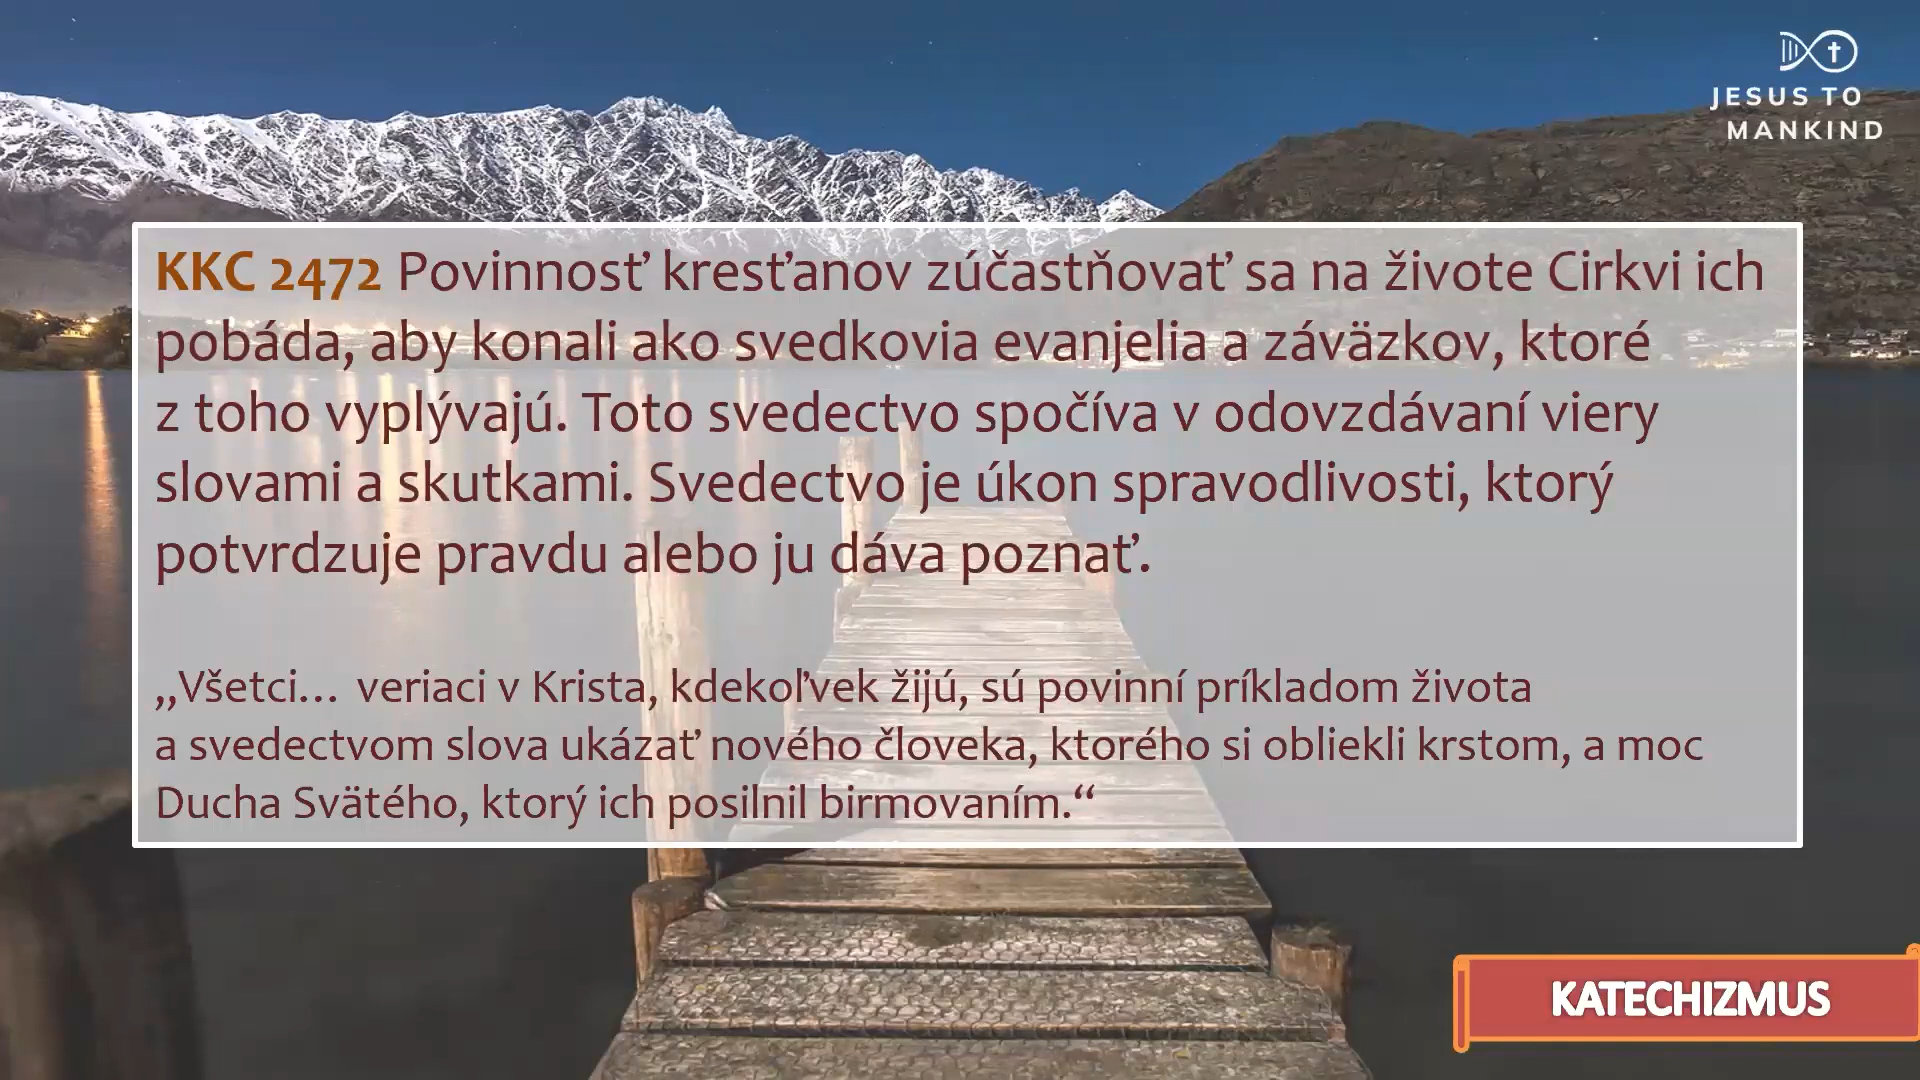 JESUS TO
MANKIND
KKC 2472 Povinnosť kresťanov zúčastňovať sa na živote Cirkvi ich
pobáda, aby konali ako svedkovia evanjelia a záväzkov, ktoré
z toho vyplývajú. Toto svedectvo spočíva v odovzdávaní viery
slovami a skutkami. Svedectvo je úkon spravodlivosti, ktorý
potvrdzuje pravdu alebo ju dáva poznať.
„Všetci… veriaci v Krista, kdekoľvek žijú, sú povinní príkladom života
a svedectvom slova ukázať nového človeka, ktorého si obliekli krstom, a moc
Ducha Svätého, ktorý ich posilnil birmovaním.“
KATECHIZMUS